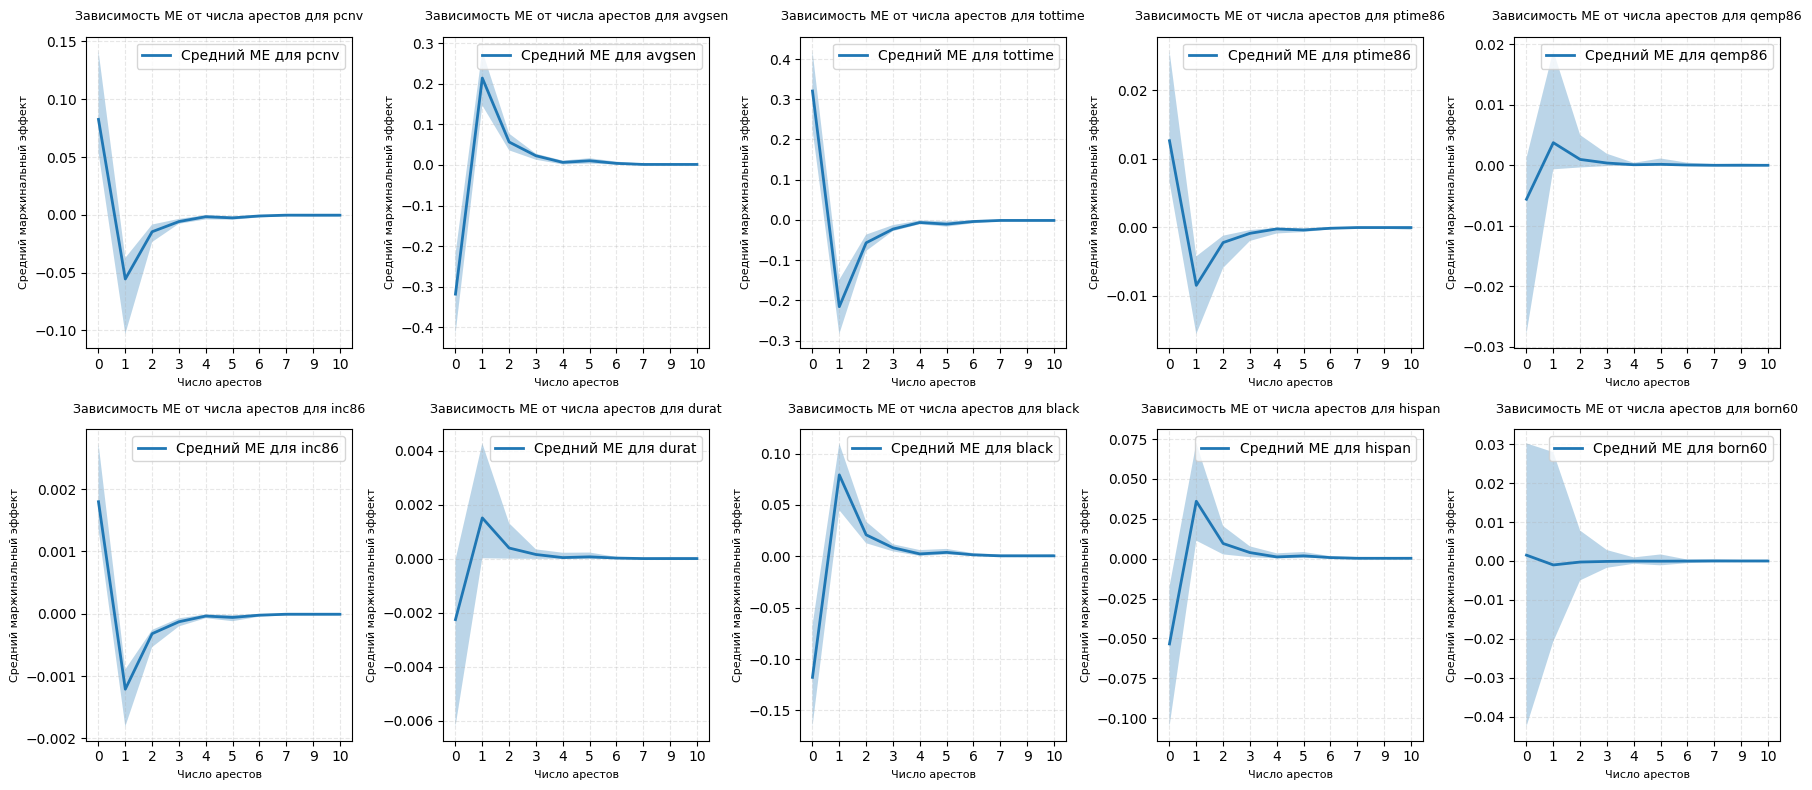 Зависимость ME от числа арестов для pcnv
Средний маржинальный эффект
Средний ME для pcnv
0.15
0.10
0.05
0.00
−0.05
−0.10
0 1 2 3 4 5 6 7 9 10
Число арестов
Зависимость ME от числа арестов для avgsen
Средний маржинальный эффект
Средний ME для avgsen
0.3
0.2
0.1
0.0
−0.1
−0.2
−0.3
−0.4
0 1 2 3 4 5 6 7 9 10
Число арестов
Зависимость ME от числа арестов для tottime
Средний маржинальный эффект
Средний ME для tottime
0.4
0.3
0.2
0.1
0.0
−0.1
−0.2
−0.3
0 1 2 3 4 5 6 7 9 10
Число арестов
Зависимость ME от числа арестов для ptime86
Средний маржинальный эффект
Средний ME для ptime86
0.02
0.01
0.00
−0.01
0 1 2 3 4 5 6 7 9 10
Число арестов
Зависимость ME от числа арестов для qemp86
Средний маржинальный эффект
Средний ME для qemp86
0.02
0.01
0.00
−0.01
−0.02
−0.03
0 1 2 3 4 5 6 7 9 10
Число арестов
Зависимость ME от числа арестов для inc86
Средний маржинальный эффект
Средний ME для inc86
0.002
0.001
0.000
−0.001
−0.002
0 1 2 3 4 5 6 7 9 10
Число арестов
Зависимость ME от числа арестов для durat
Средний маржинальный эффект
Средний ME для durat
0.004
0.002
0.000
−0.002
−0.004
−0.006
0 1 2 3 4 5 6 7 9 10
Число арестов
Зависимость ME от числа арестов для black
Средний маржинальный эффект
Средний ME для black
0.10
0.05
0.00
−0.05
−0.10
−0.15
0 1 2 3 4 5 6 7 9 10
Число арестов
Зависимость ME от числа арестов для hispan
Средний маржинальный эффект
Средний ME для hispan
0.075
0.050
0.025
0.000
−0.025
−0.050
−0.075
−0.100
0 1 2 3 4 5 6 7 9 10
Число арестов
Зависимость ME от числа арестов для born60
Средний маржинальный эффект
Средний ME для born60
0.03
0.02
0.01
0.00
−0.01
−0.02
−0.03
−0.04
0 1 2 3 4 5 6 7 9 10
Число арестов